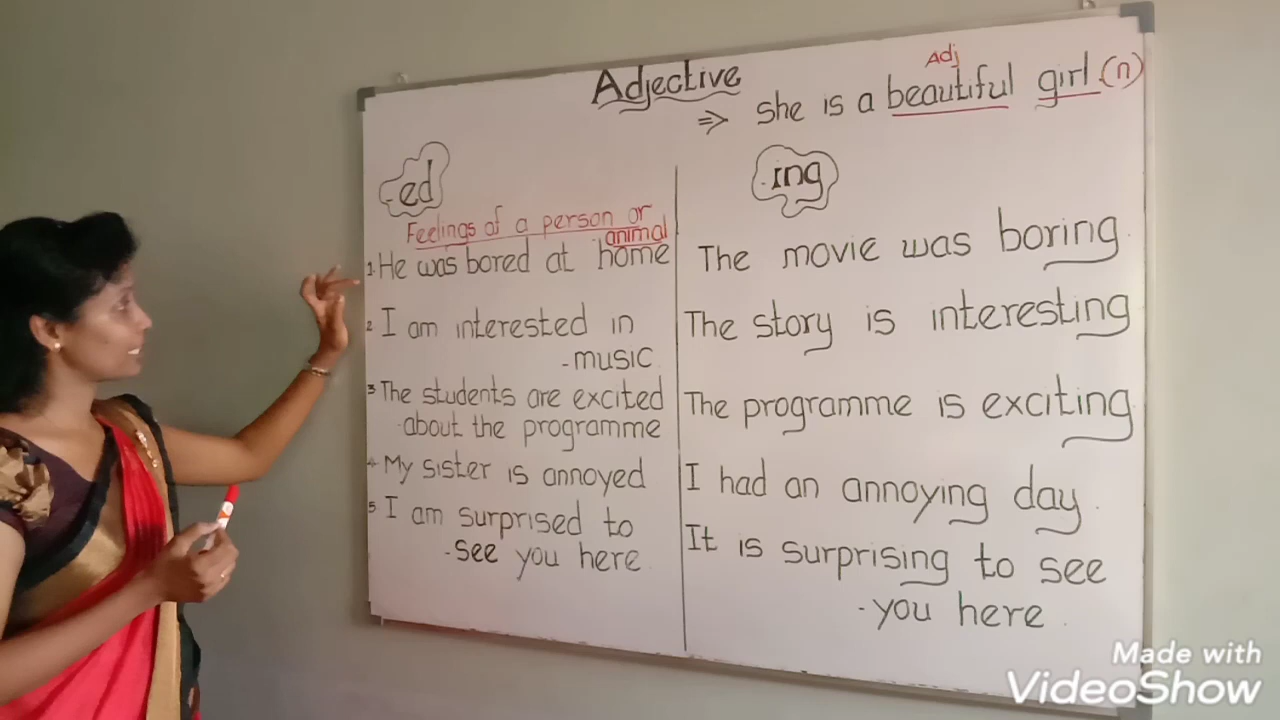 Adjective
Adj
⇒ She is a beautiful girl.(n)
-ed
Feelings of a person or
animal
1. He was bored at home
2. I am interested in
-music.
3. The students are excited
-about the programme
4. My sister is annoyed
5. I am surprised to
-see you here.
-ing
The movie was boring.
The story is interesting
The programme is exciting
I had an annoying day.
It is surprising to see
-you here.
Made with
VideoShow